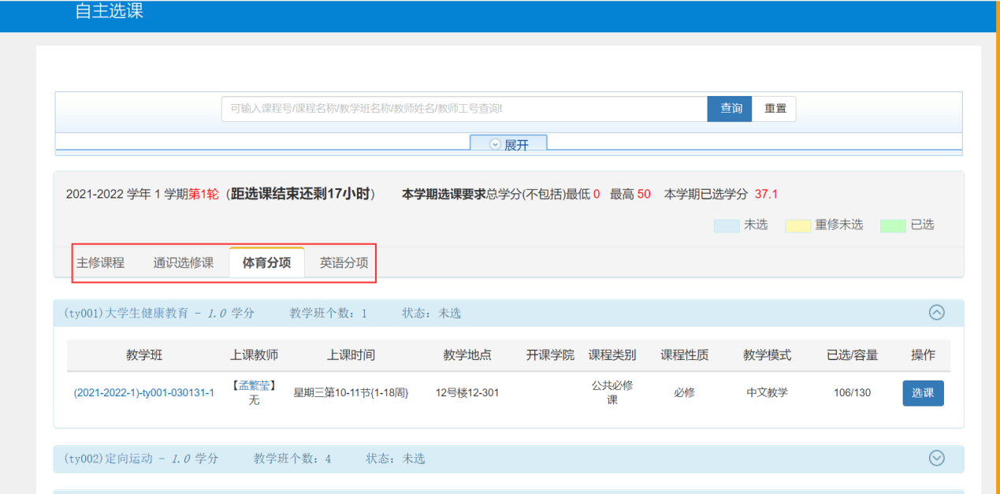 自主选课
可输入课程号/课程名称/教学班名称/教师姓名/教师工号查询! 查询 重置
展开
2021-2022 学年 1 学期第1轮（距选课结束还剩17小时） 本学期选课要求总学分(不包括)最低 0 最高 50 本学期已选学分 37.1
未选 重修未选 已选
主修课程 通识选修课 体育分项 英语分项
(ty001)大学生健康教育 - 1.0 学分 教学班个数：1 状态：未选
教学班 上课教师 上课时间 教学地点 开课学院 课程类别 课程性质 教学模式 已选/容量 操作
(2021-2022-1)-ty001-030131-1 【孟繁莹】 星期三第10-11节{1-18周} 12号楼12-301 公共必修 必修 中文教学 106/130 选课
无 课
(ty002)定向运动 - 1.0 学分 教学班个数：4 状态：未选